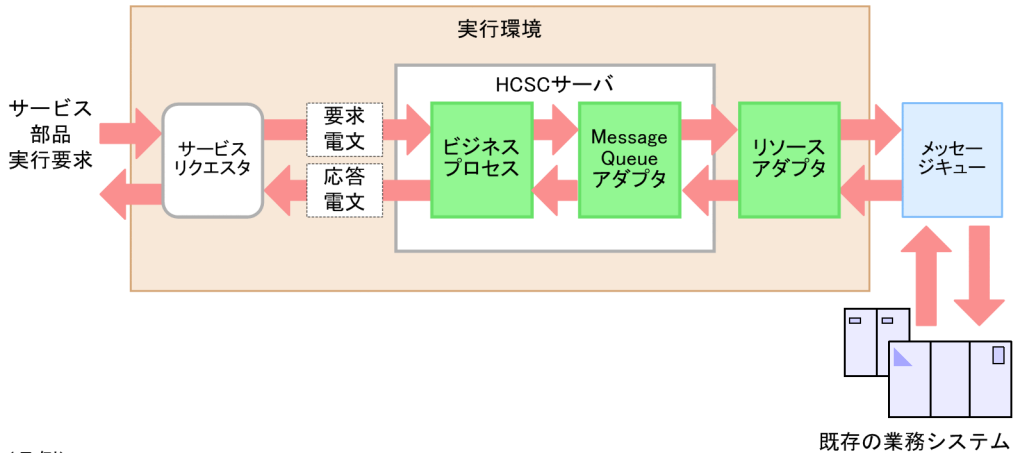 実行環境
HCSCサーバ
サービス
部品
実行要求
サービス
リクエスタ
要求
電文
応答
電文
ビジネス
プロセス
Message
Queue
アダプタ
リソース
アダプタ
メッセー
ジキュー
既存の業務システム